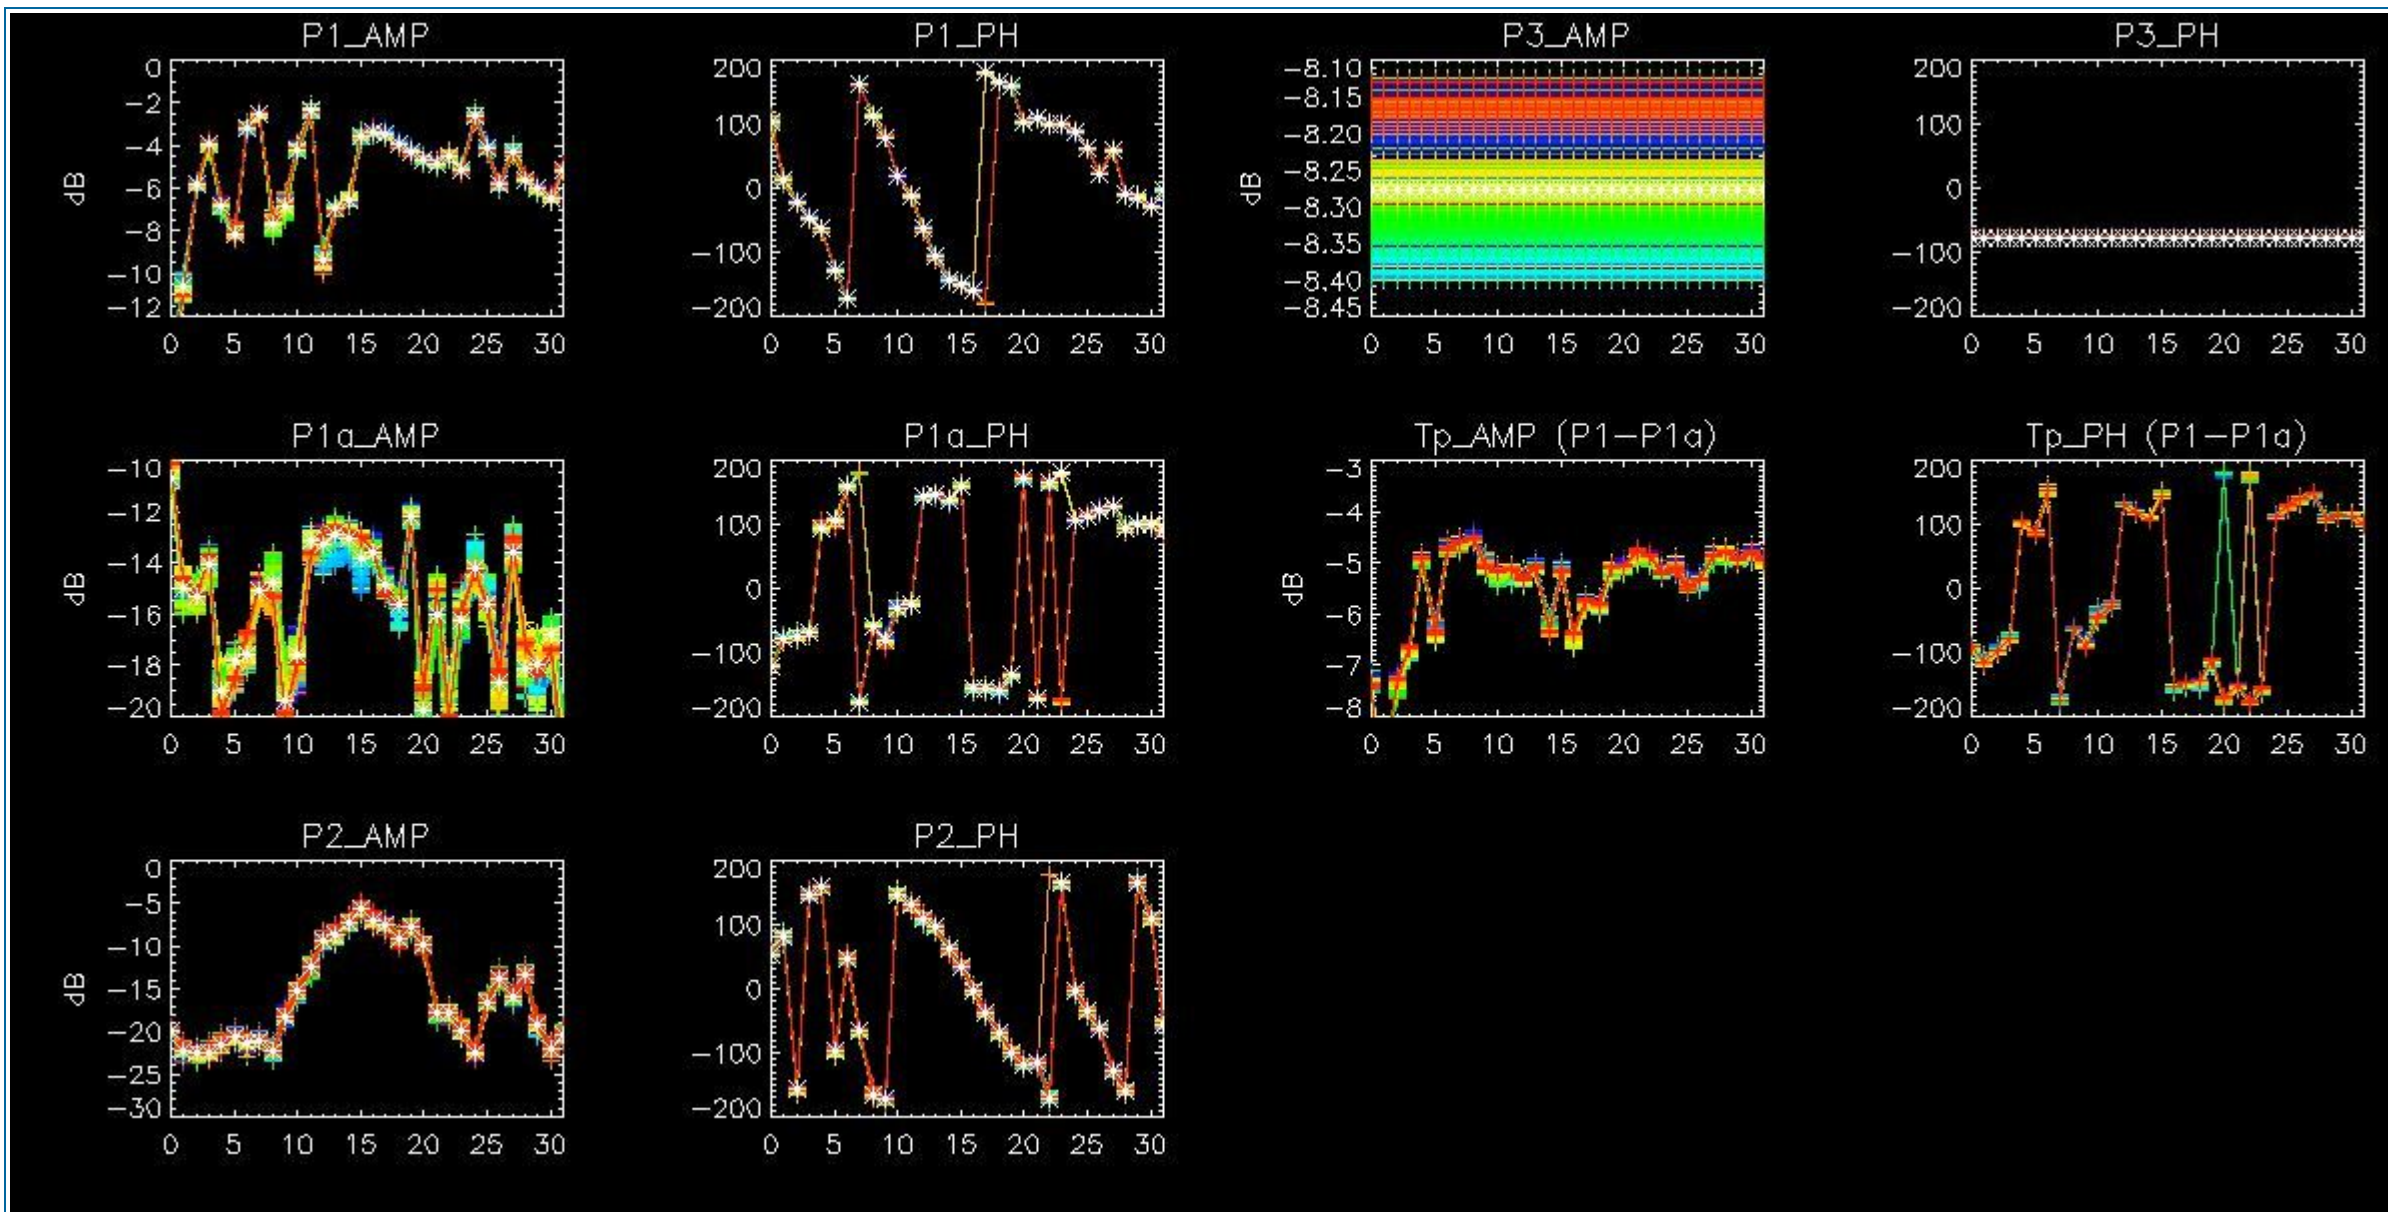 P1_AMP
0
−2
−4
−6
−8
−10
−12
dB
0 5 10 15 20 25 30
P1_PH
200
100
0
−100
−200
0 5 10 15 20 25 30
P3_AMP
−8.10
−8.15
−8.20
−8.25
−8.30
−8.35
−8.40
−8.45
dB
0 5 10 15 20 25 30
P3_PH
200
100
0
−100
−200
0 5 10 15 20 25 30
P1a_AMP
−10
−12
−14
−16
−18
−20
dB
0 5 10 15 20 25 30
P1a_PH
200
100
0
−100
−200
0 5 10 15 20 25 30
Tp_AMP (P1−P1a)
−3
−4
−5
−6
−7
−8
dB
0 5 10 15 20 25 30
Tp_PH (P1−P1a)
200
100
0
−100
−200
0 5 10 15 20 25 30
P2_AMP
0
−5
−10
−15
−20
−25
−30
dB
0 5 10 15 20 25 30
P2_PH
200
100
0
−100
−200
0 5 10 15 20 25 30